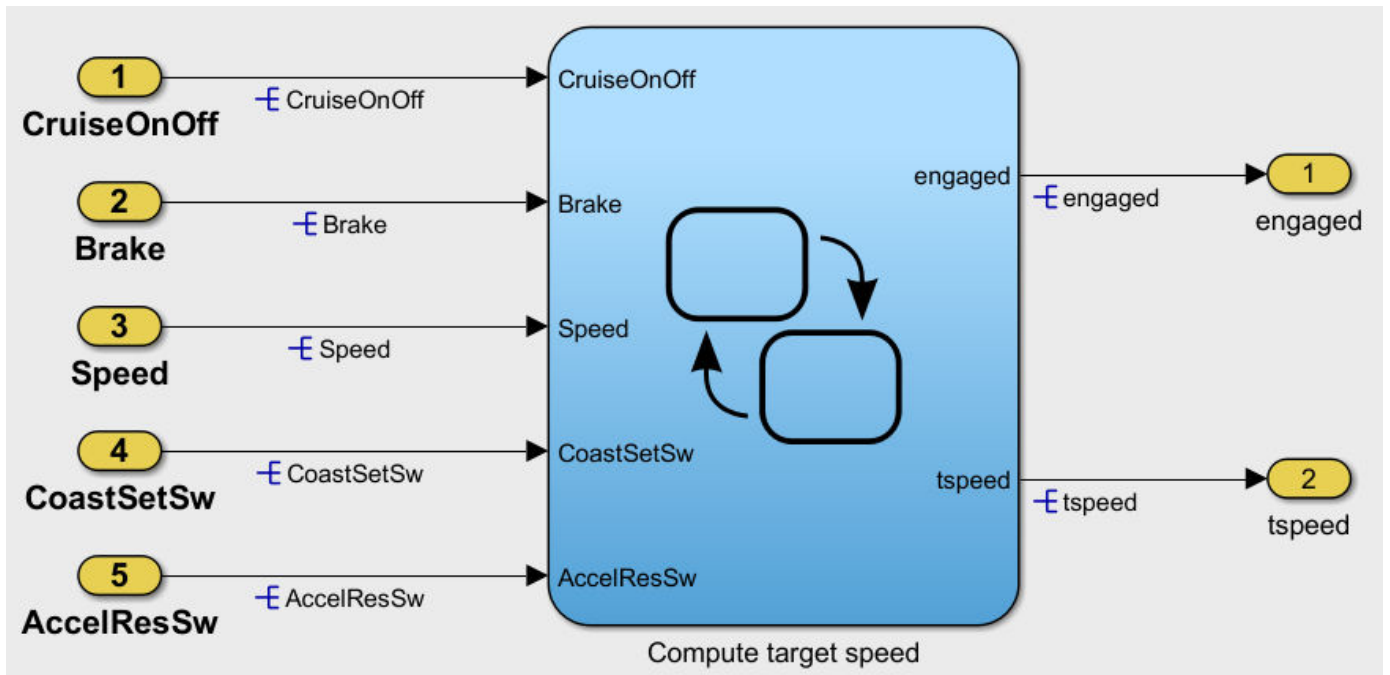 1
CruiseOnOff
CruiseOnOff
CruiseOnOff
2
Brake
Brake
Brake
3
Speed
Speed
Speed
4
CoastSetSw
CoastSetSw
CoastSetSw
5
AccelResSw
AccelResSw
AccelResSw
engaged
engaged
1
engaged
tspeed
tspeed
2
tspeed
Compute target speed